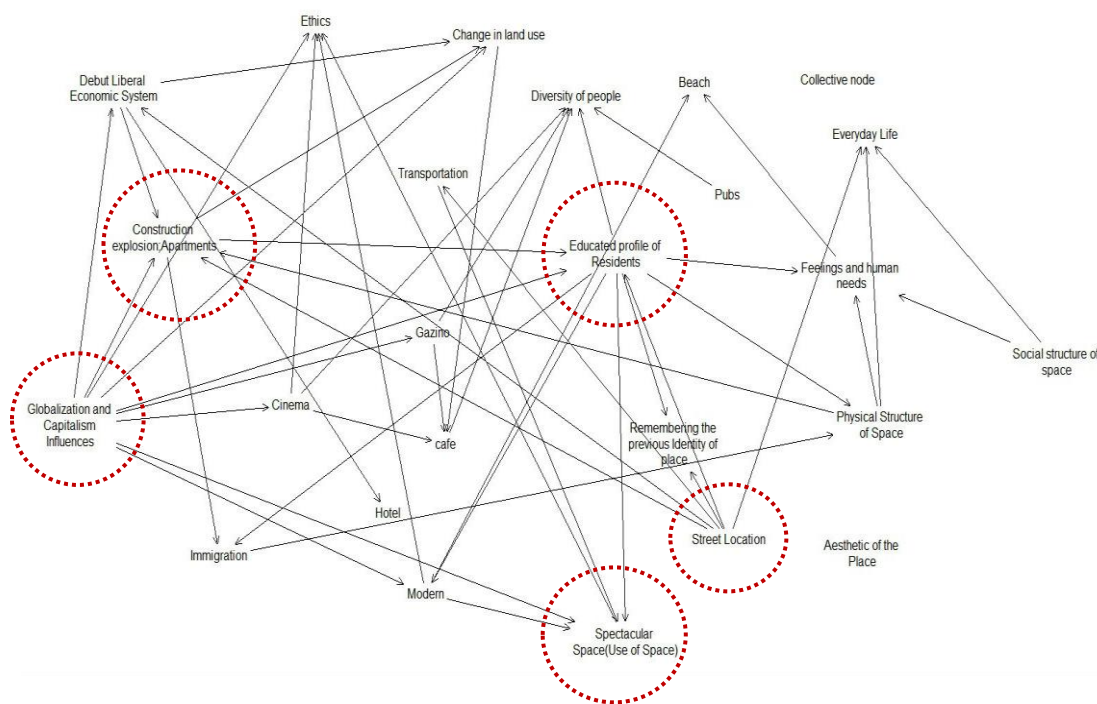 Ethics
Change in land use
Debut Liberal
Economic System
Beach
Collective node
Diversity of people
Everyday Life
Transportation
Pubs
Construction
explosion;Apartments
Educated profile of
Residents
Feelings and human
needs
Gazino
Social structure of
space
Globalization and
Capitalism
Influences
Cinema
cafe
Remembering the
previous Identity of
place
Physical Structure
of Space
Hotel
Street Location
Immigration
Aesthetic of the
Place
Modern
Spectacular
Space(Use of Space)